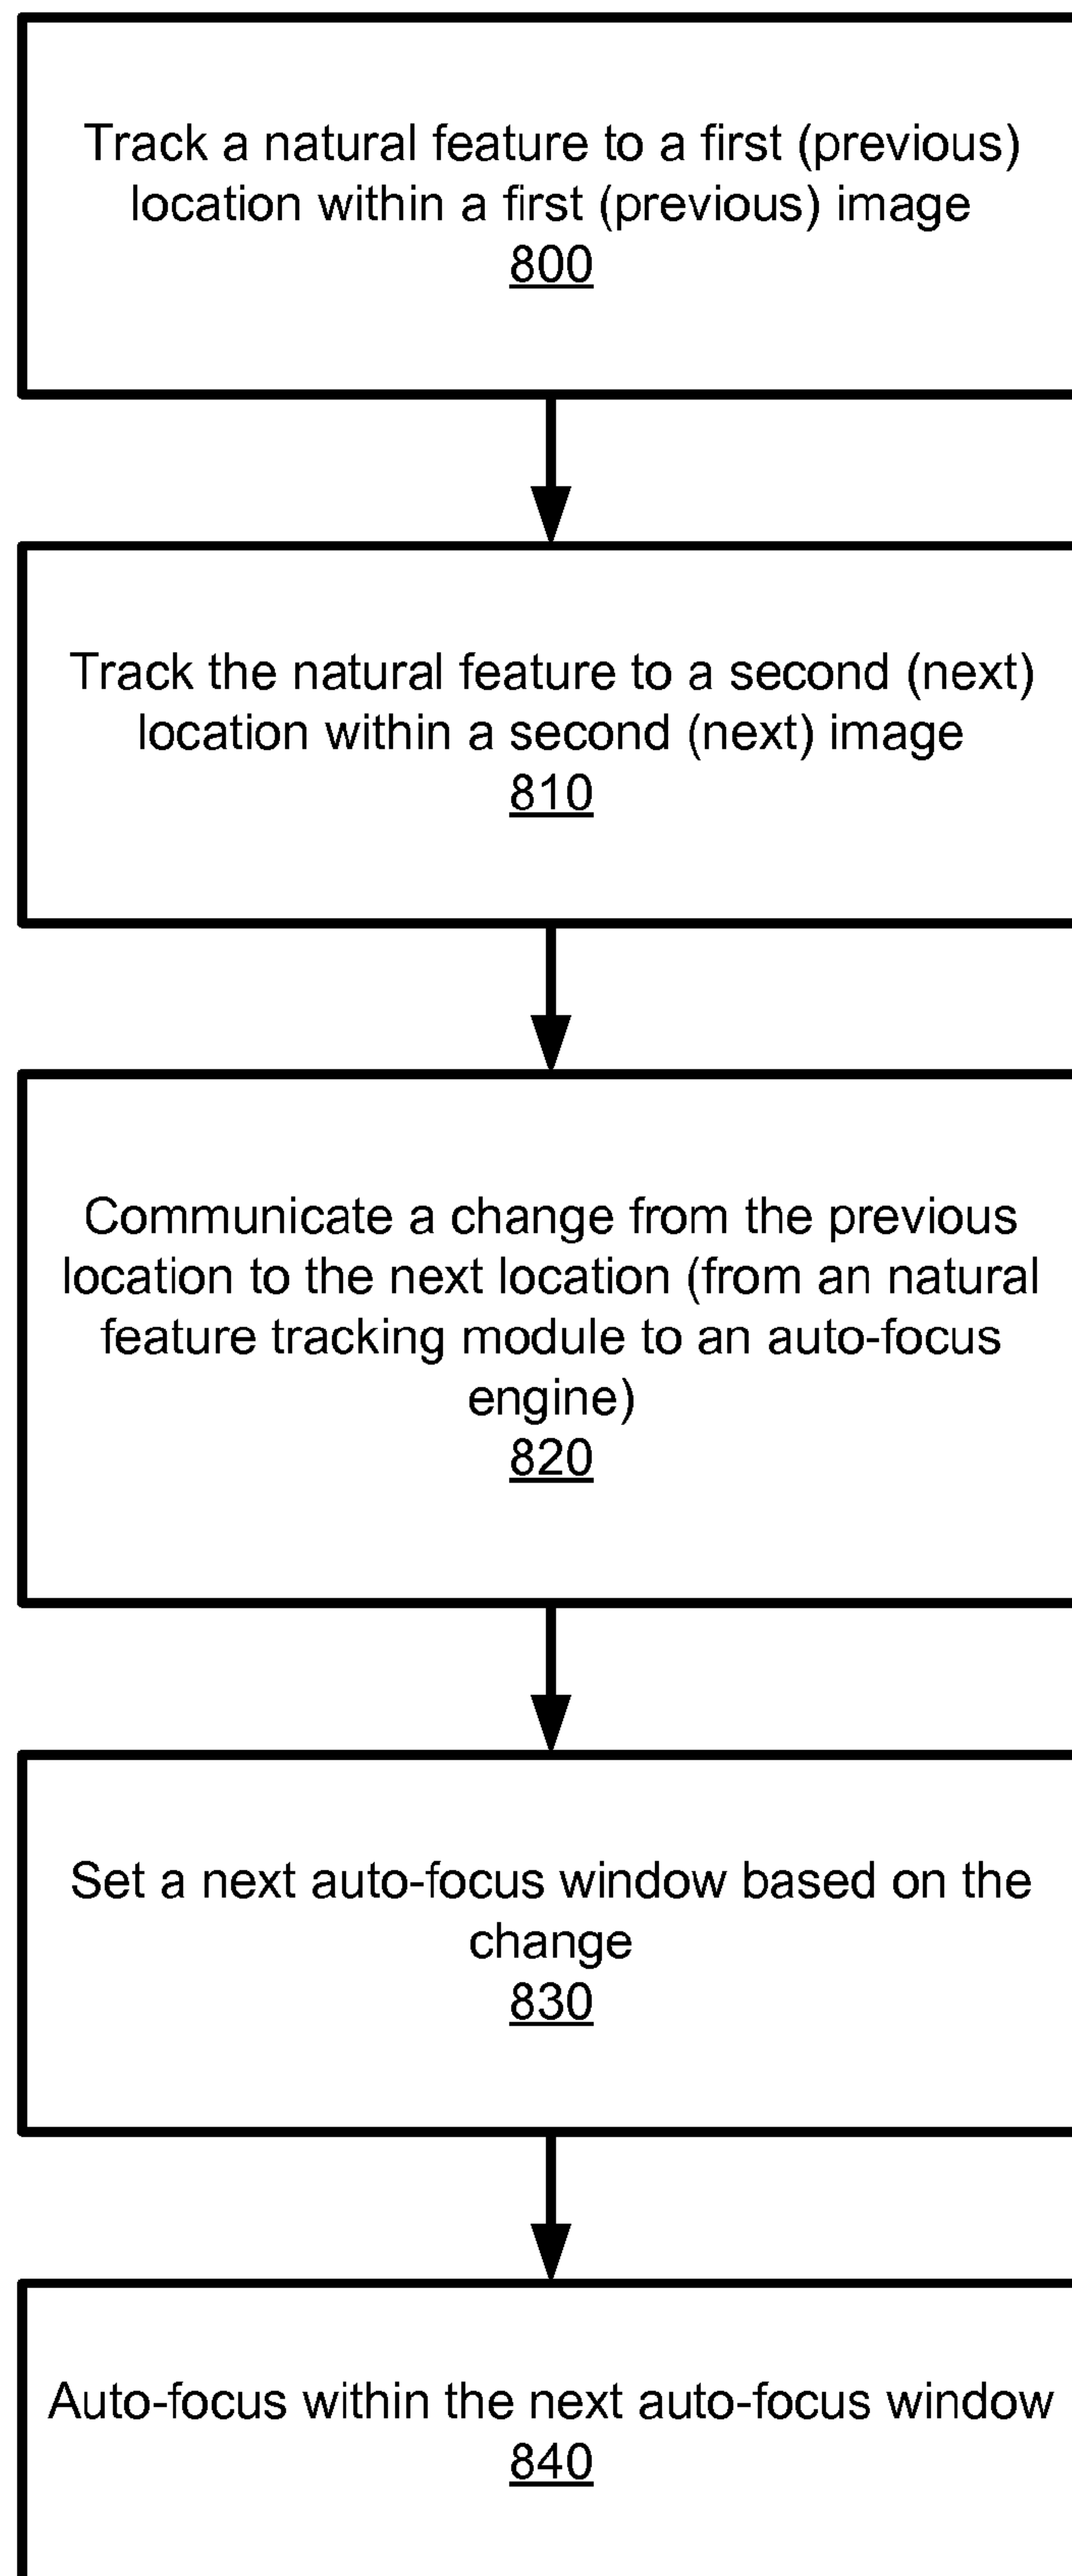 Track a natural feature to a first (previous)
location within a first (previous) image
800
Track the natural feature to a second (next)
location within a second (next) image
810
Communicate a change from the previous
location to the next location (from an natural
feature tracking module to an auto-focus
engine)
820
Set a next auto-focus window based on the
change
830
Auto-focus within the next auto-focus window
840